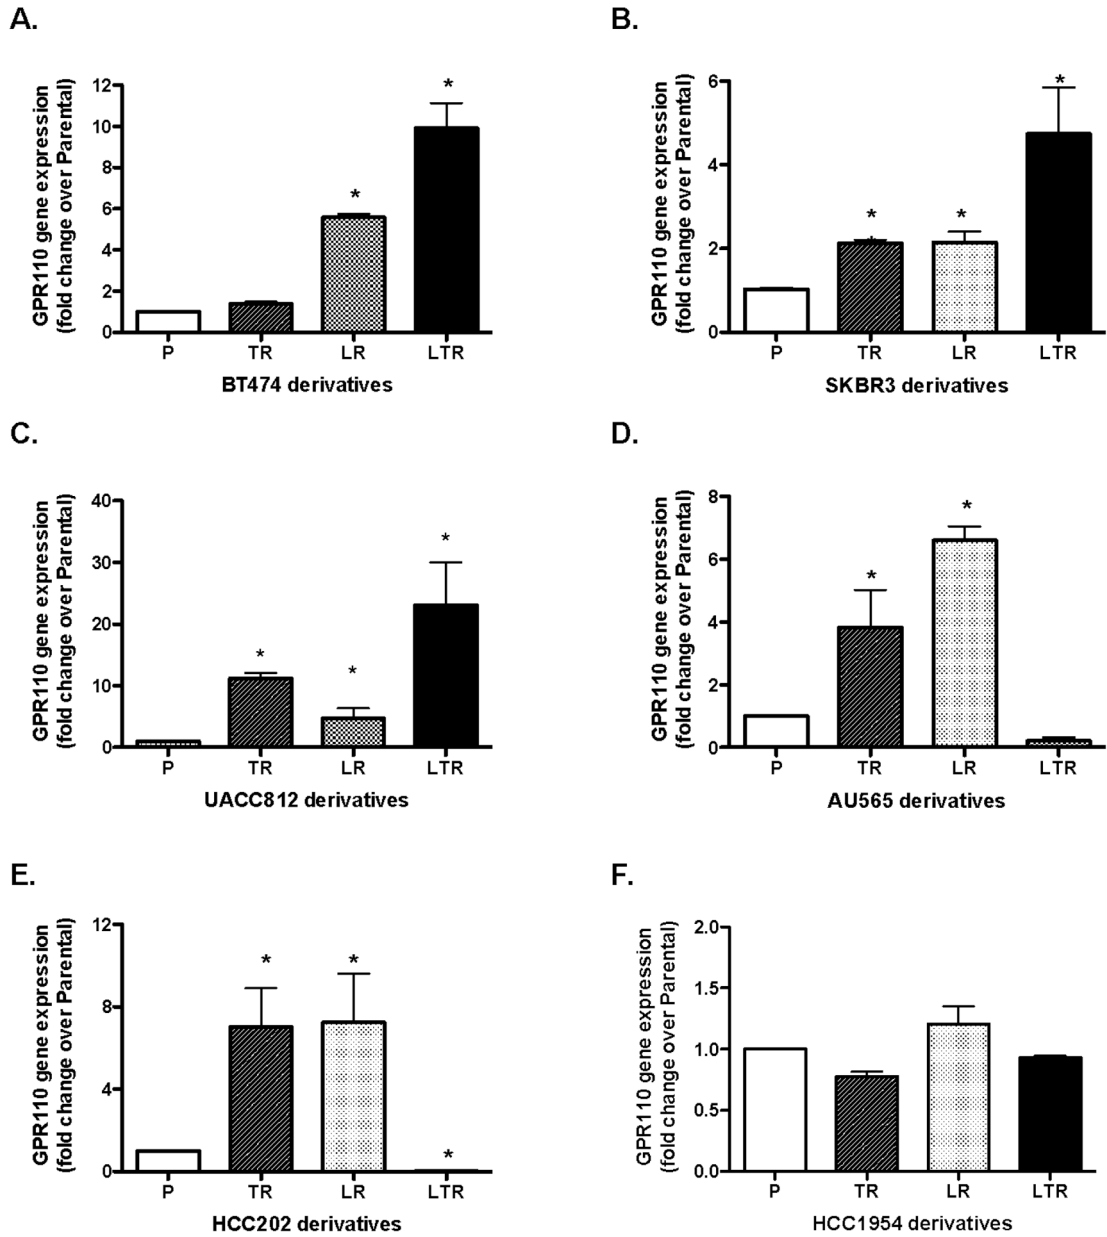 A.
GPR110 gene expression
(fold change over Parental)
12
10
8
6
4
2
0
*
*
P TR LR LTR
BT474 derivatives
B.
GPR110 gene expression
(fold change over Parental)
6
4
2
0
*
*
*
*
P TR LR LTR
SKBR3 derivatives
C.
GPR110 gene expression
(fold change over Parental)
40
30
20
10
0
*
*
*
P TR LR LTR
UACC812 derivatives
D.
GPR110 gene expression
(fold change over Parental)
8
6
4
2
0
*
*
P TR LR LTR
AU565 derivatives
E.
GPR110 gene expression
(fold change over Parental)
12
8
4
0
* *
*
P TR LR LTR
HCC202 derivatives
F.
GPR110 gene expression
(fold change over Parental)
2.0
1.5
1.0
0.5
0.0
P TR LR LTR
HCC1954 derivatives